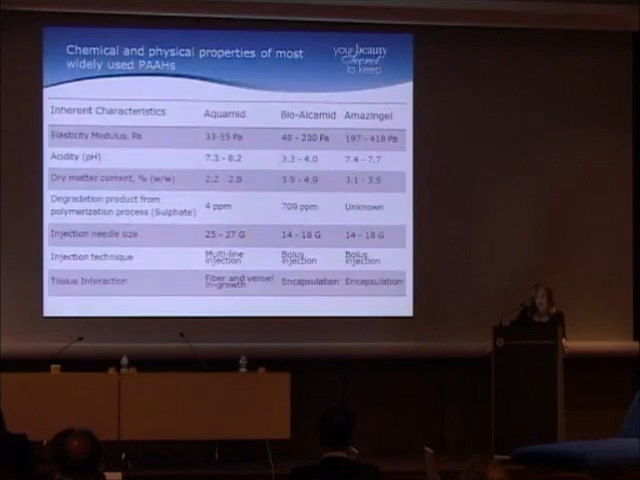 Chemical and physical properties of most
widely used PAAHs
your beauty
Secret
to keep
Inherent Characteristics Aquamid Bio-Alcamid Amazingel
Elasticity Modulus, Pa 33-55 Pa 48 - 230 Pa 197 - 418 Pa
Acidity (pH) 7.3 - 8.2 3.3 - 4.0 7.4 - 7.7
Dry matter content, % (w/w) 2.2 - 2.8 3.9 - 4.9 3.1 - 3.5
Degradation product from
polymerization process (Sulphate) 4 ppm 709 ppm Unknown
Injection needle size 25 - 27 G 14 - 18 G 14 - 18 G
Injection technique Multi-line injection Bolus injection Bolus injection
Tissue Interaction Fiber and vessel in-growth Encapsulation Encapsulation